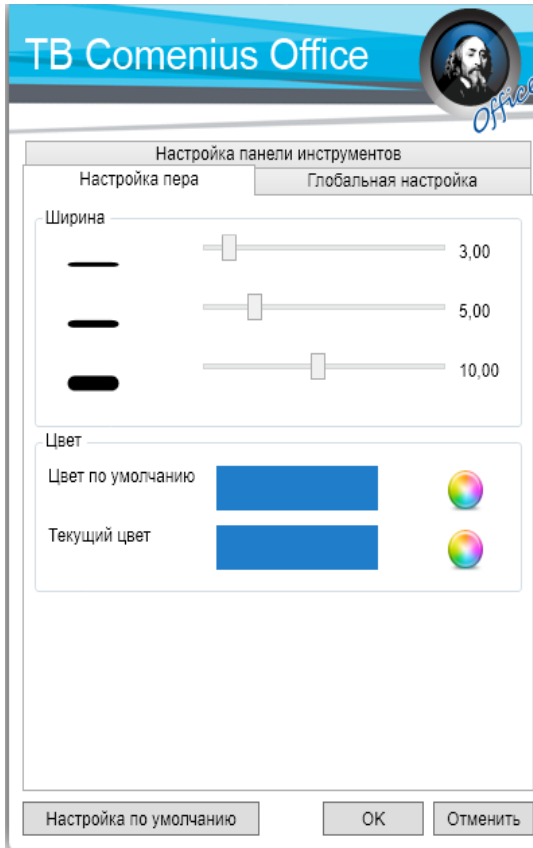 TB Comenius Office
Office
Настройка панели инструментов
Настройка пера
Глобальная настройка
Ширина
3,00
5,00
10,00
Цвет
Цвет по умолчанию
Текущий цвет
Настройка по умолчанию
OK
Отменить